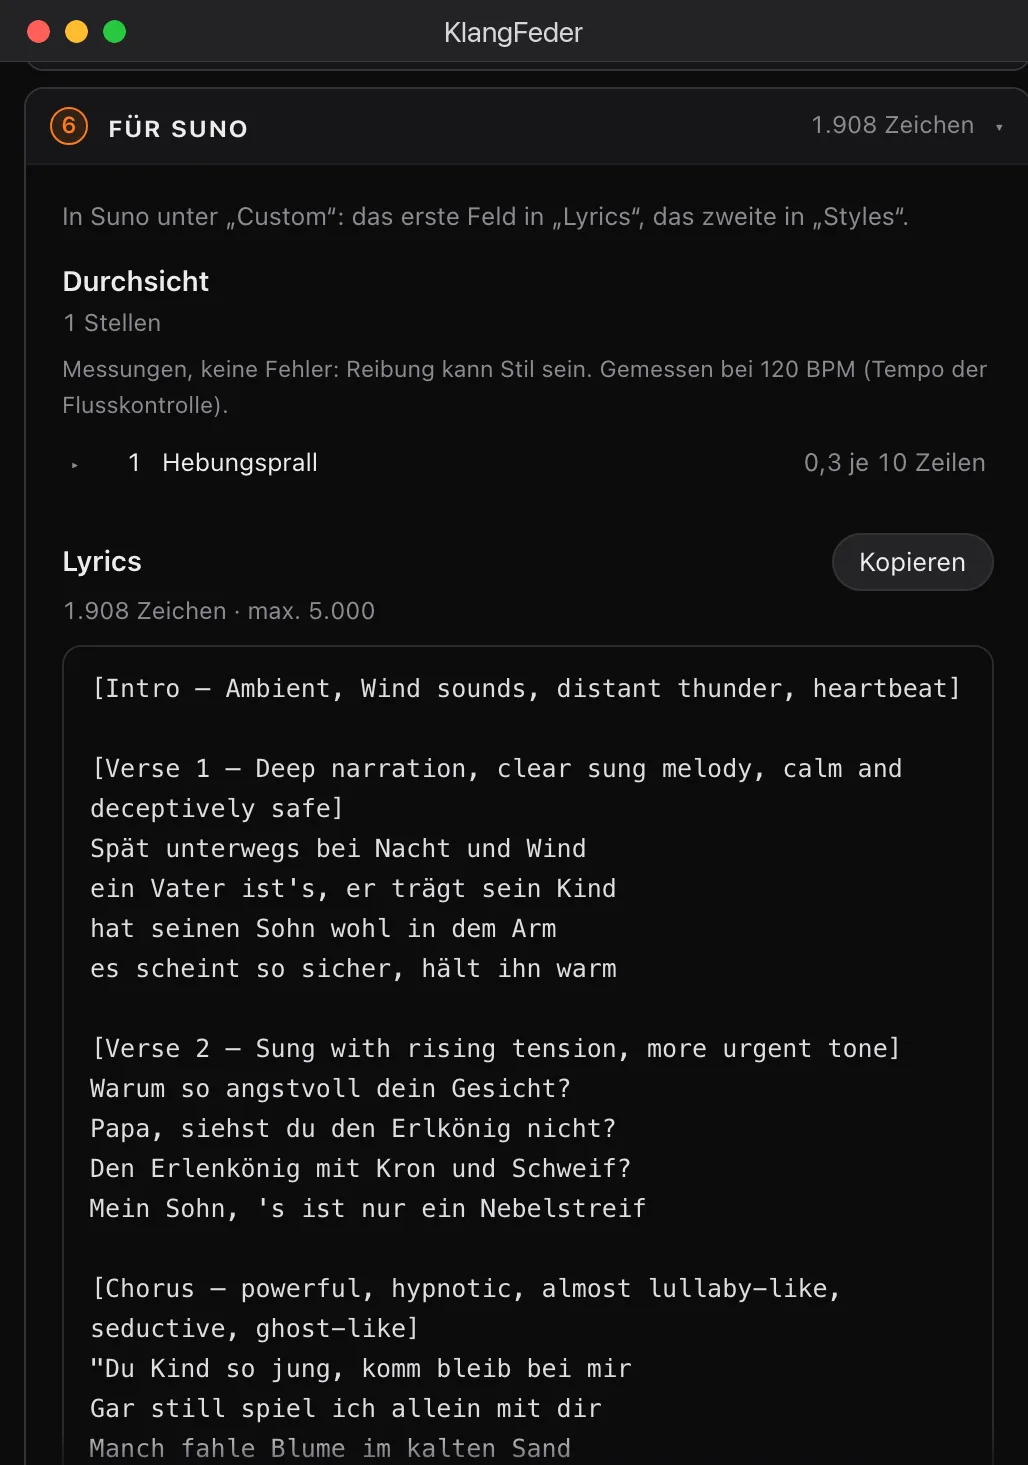 KlangFeder
6 FÜR SUNO 1.908 Zeichen ▾
In Suno unter „Custom“: das erste Feld in „Lyrics“, das zweite in „Styles“.
Durchsicht
1 Stellen
Messungen, keine Fehler: Reibung kann Stil sein. Gemessen bei 120 BPM (Tempo der
Flusskontrolle).
▸ 1 Hebungsprall 0,3 je 10 Zeilen
Lyrics Kopieren
1.908 Zeichen · max. 5.000
[Intro – Ambient, Wind sounds, distant thunder, heartbeat]
[Verse 1 – Deep narration, clear sung melody, calm and
deceptively safe]
Spät unterwegs bei Nacht und Wind
ein Vater ist's, er trägt sein Kind
hat seinen Sohn wohl in dem Arm
es scheint so sicher, hält ihn warm
[Verse 2 – Sung with rising tension, more urgent tone]
Warum so angstvoll dein Gesicht?
Papa, siehst du den Erlkönig nicht?
Den Erlenkönig mit Kron und Schweif?
Mein Sohn, 's ist nur ein Nebelstreif
[Chorus – powerful, hypnotic, almost lullaby-like,
seductive, ghost-like]
"Du Kind so jung, komm bleib bei mir
Gar still spiel ich allein mit dir
Manch fahle Blume im kalten Sand